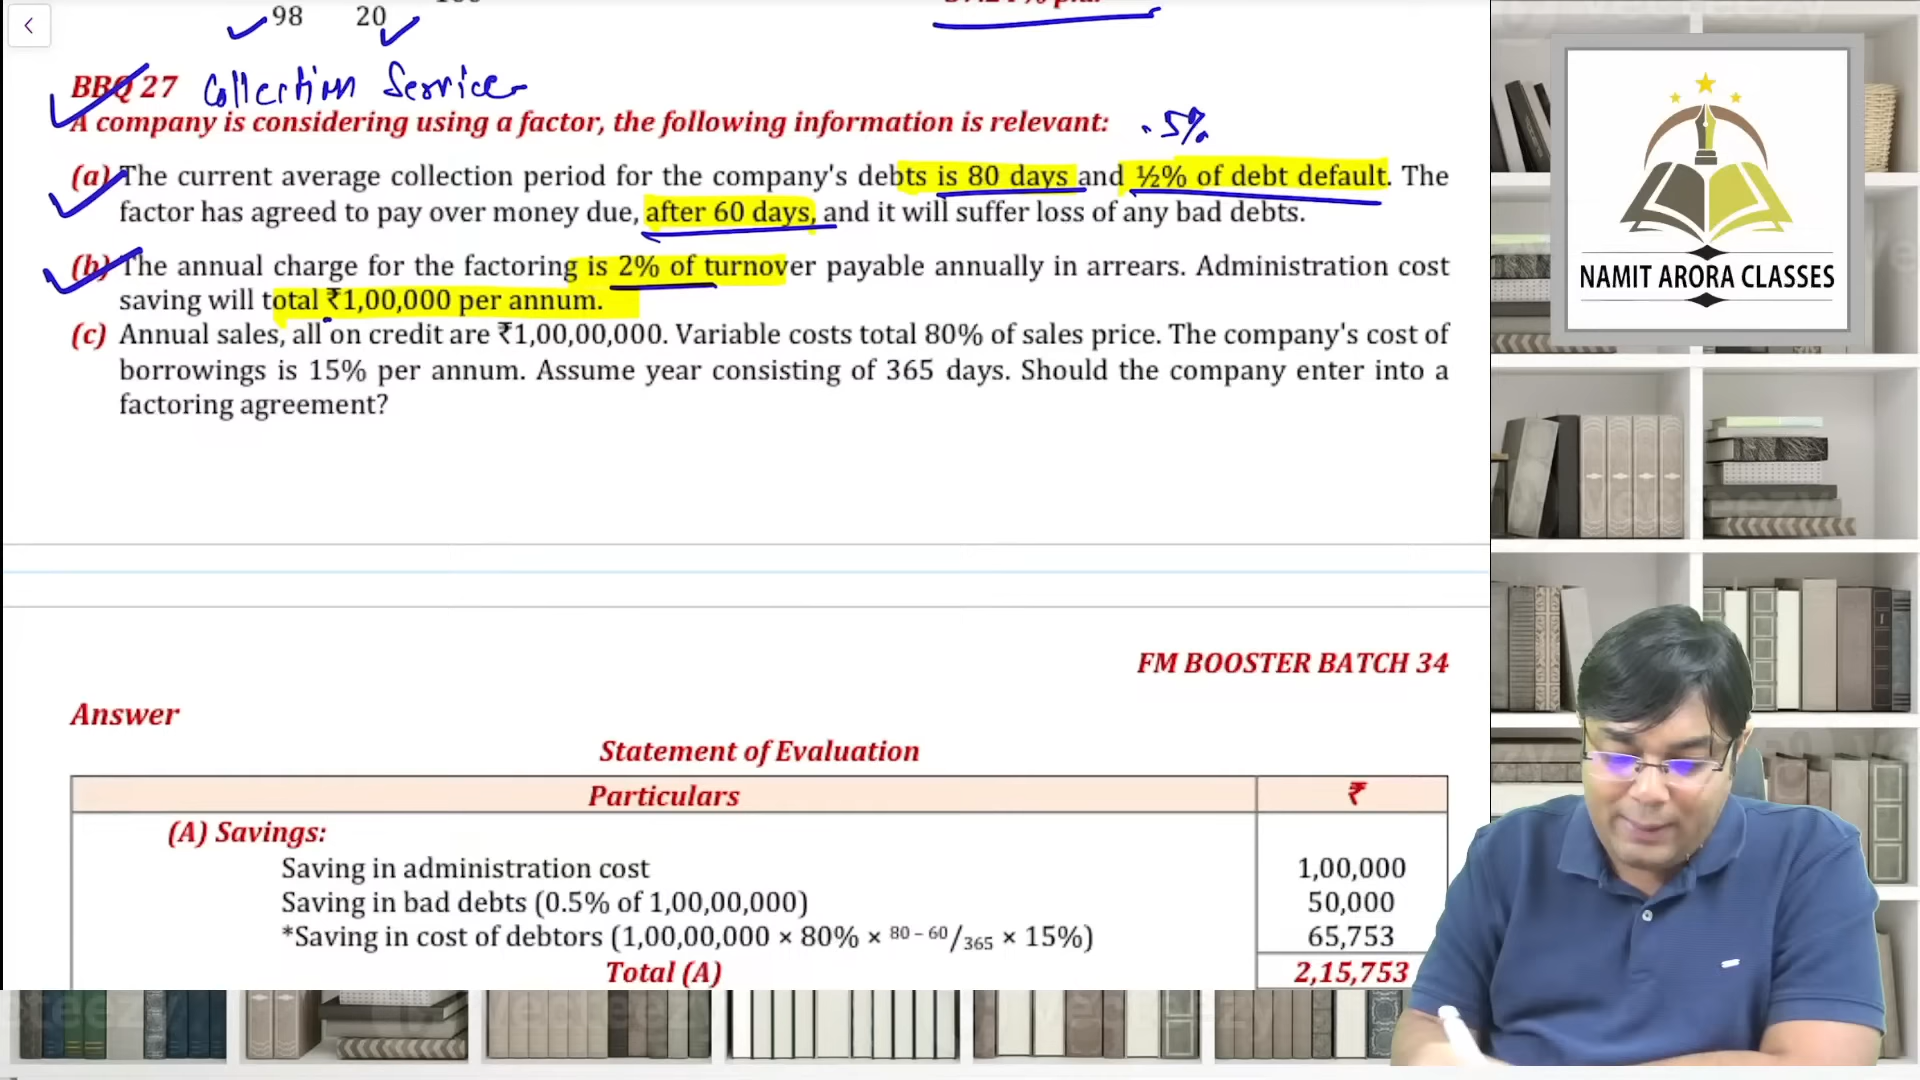 98 20
BBQ 27 Collection Service
A company is considering using a factor, the following information is relevant: .5%
(a) The current average collection period for the company's debts is 80 days and ½% of debt default. The
factor has agreed to pay over money due, after 60 days, and it will suffer loss of any bad debts.
(b) The annual charge for the factoring is 2% of turnover payable annually in arrears. Administration cost
saving will total ₹1,00,000 per annum.
(c) Annual sales, all on credit are ₹1,00,00,000. Variable costs total 80% of sales price. The company's cost of
borrowings is 15% per annum. Assume year consisting of 365 days. Should the company enter into a
factoring agreement?
NAMIT ARORA CLASSES
FM BOOSTER BATCH 34
Answer
Statement of Evaluation
Particulars ₹
(A) Savings:
Saving in administration cost 1,00,000
Saving in bad debts (0.5% of 1,00,00,000) 50,000
*Saving in cost of debtors (1,00,00,000 × 80% × 80 – 60/365 × 15%) 65,753
Total (A) 2,15,753